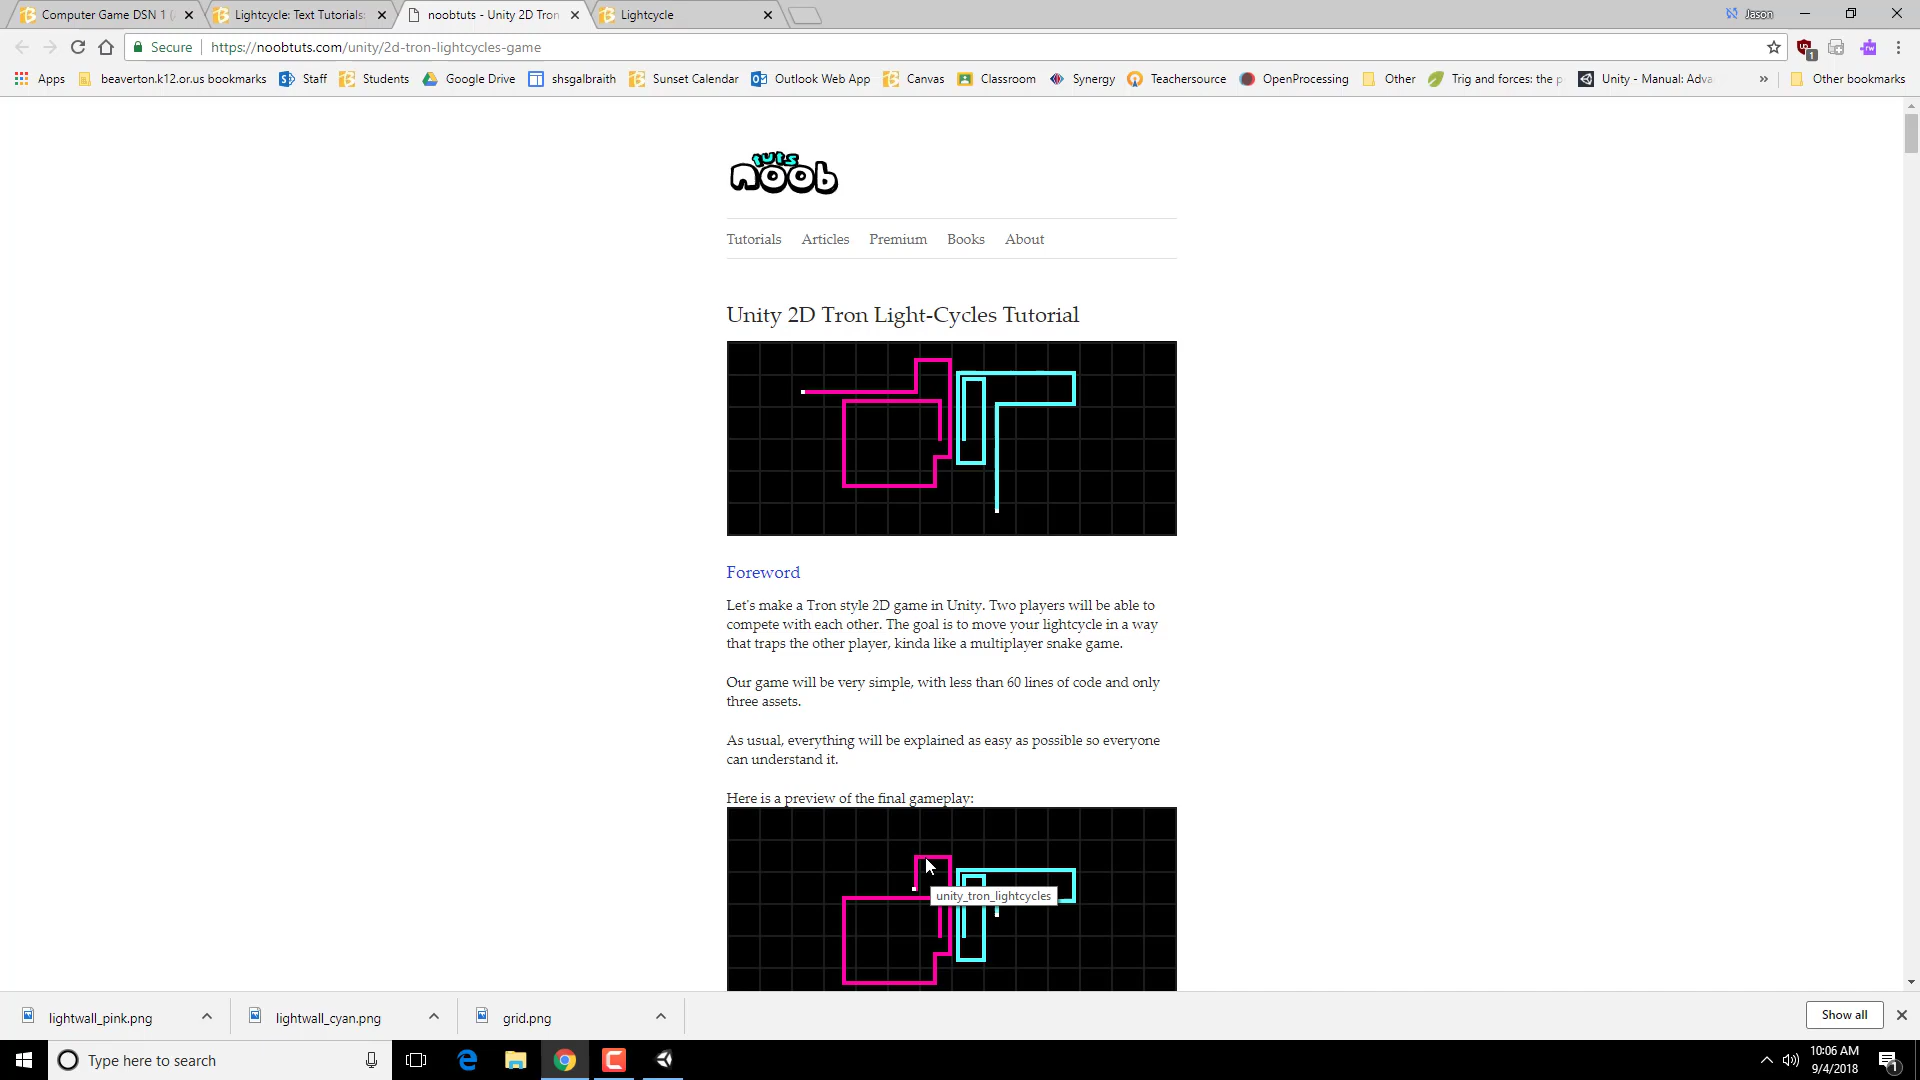 Computer Game DSN 1 (
Lightcycle: Text Tutorials:
noobtuts - Unity 2D Tron
Lightcycle
Jason
Secure
https://noobtuts.com/unity/2d-tron-lightcycles-game
1
rw
Apps
beaverton.k12.or.us bookmarks
Staff
Students
Google Drive
shsgalbraith
Sunset Calendar
Outlook Web App
Canvas
Classroom
Synergy
Teachersource
OpenProcessing
Other
Trig and forces: the p
Unity - Manual: Adva
»
Other bookmarks
tuts
noob
Tutorials
Articles
Premium
Books
About
Unity 2D Tron Light-Cycles Tutorial
Foreword
Let's make a Tron style 2D game in Unity. Two players will be able to
compete with each other. The goal is to move your lightcycle in a way
that traps the other player, kinda like a multiplayer snake game.
Our game will be very simple, with less than 60 lines of code and only
three assets.
As usual, everything will be explained as easy as possible so everyone
can understand it.
Here is a preview of the final gameplay:
unity_tron_lightcycles
lightwall_pink.png
lightwall_cyan.png
grid.png
Show all
Type here to search
10:06 AM
9/4/2018
1